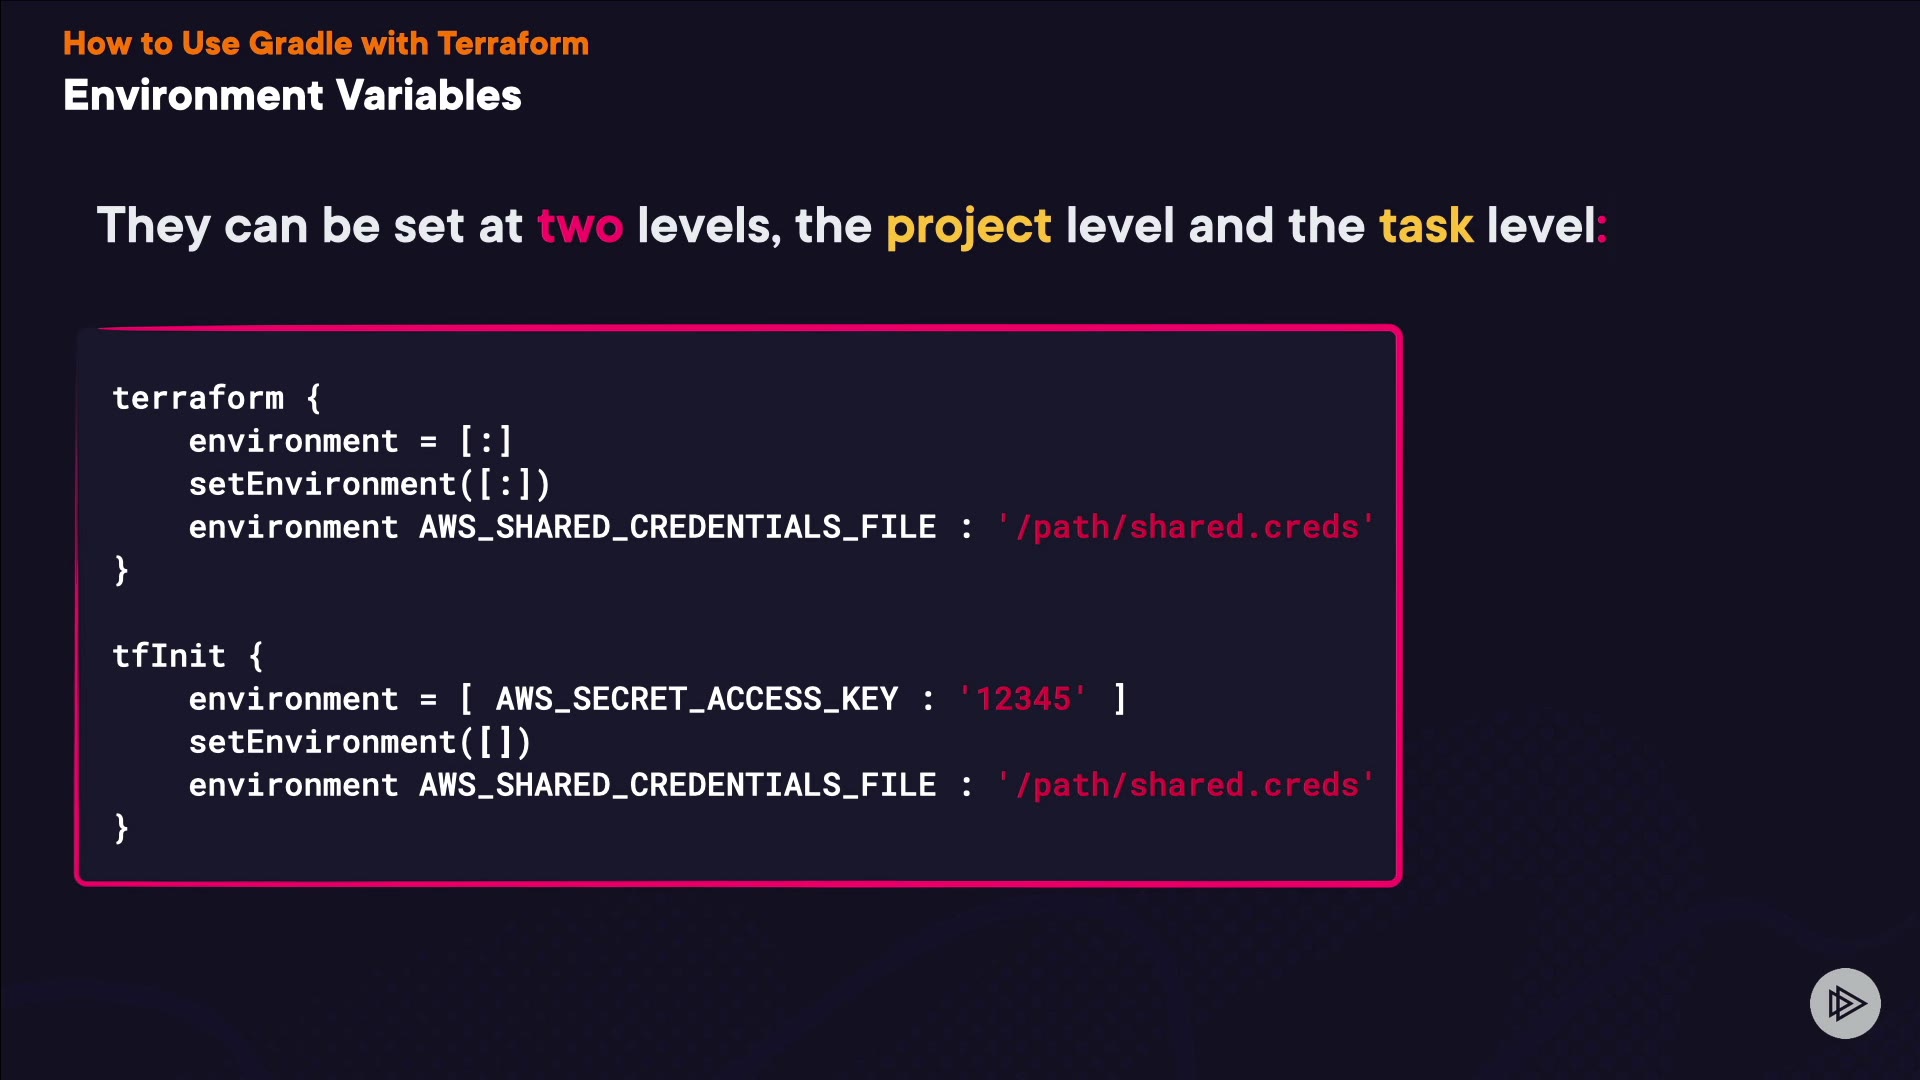 How to Use Gradle with Terraform
Environment Variables
They can be set at two levels, the project level and the task level:
terraform {
    environment = [:]
    setEnvironment([:])
    environment AWS_SHARED_CREDENTIALS_FILE : '/path/shared.creds'
}

tfInit {
    environment = [ AWS_SECRET_ACCESS_KEY : '12345' ]
    setEnvironment([])
    environment AWS_SHARED_CREDENTIALS_FILE : '/path/shared.creds'
}